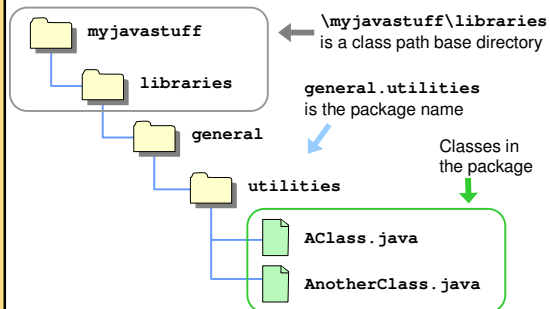 myjavastuff
\myjavastuff\libraries
is a class path base directory
libraries
general.utilities
is the package name
general
Classes in
the package
utilities
AClass.java
AnotherClass.java